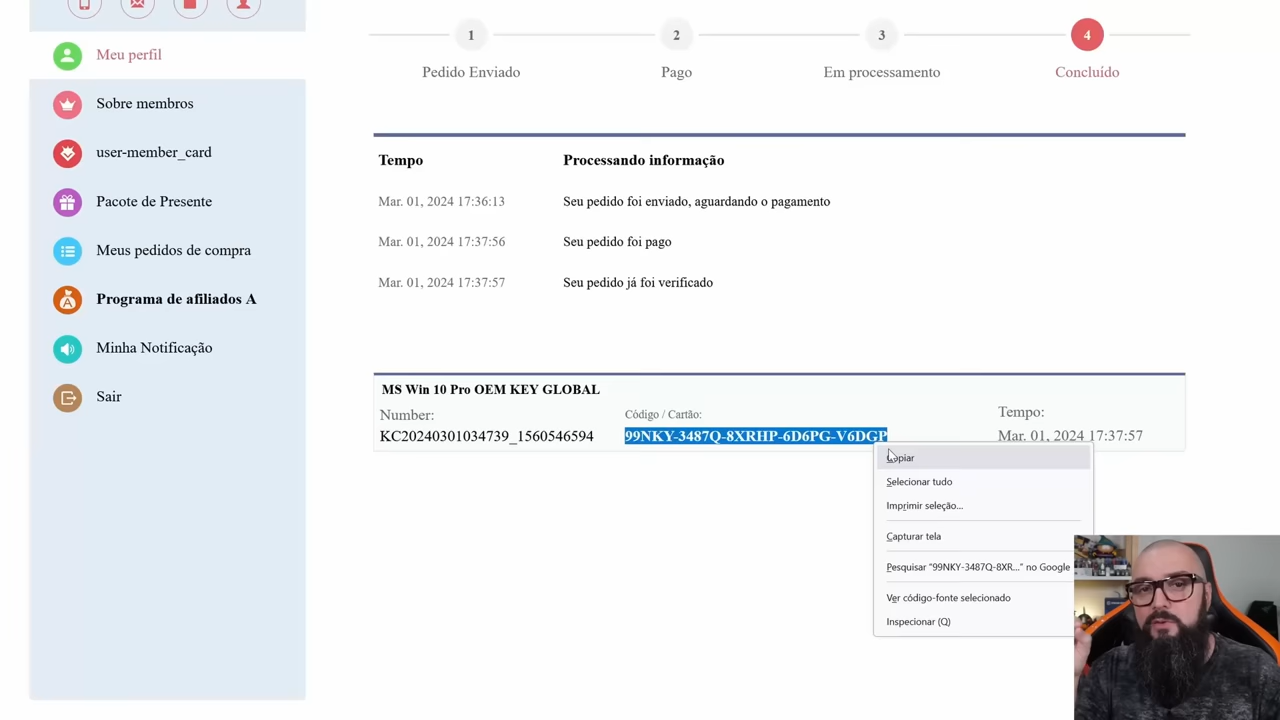 1
2
3
4
Pedido Enviado
Pago
Em processamento
Concluído
Meu perfil
Sobre membros
user-member_card
Pacote de Presente
Meus pedidos de compra
Programa de afiliados A
Minha Notificação
Sair
Tempo
Processando informação
Mar. 01, 2024 17:36:13
Seu pedido foi enviado, aguardando o pagamento
Mar. 01, 2024 17:37:56
Seu pedido foi pago
Mar. 01, 2024 17:37:57
Seu pedido já foi verificado
MS Win 10 Pro OEM KEY GLOBAL
Number:
Código / Cartão:
Tempo:
KC20240301034739_1560546594
99NKY-3487Q-8XRHP-6D6PG-V6DGP
Mar. 01, 2024 17:37:57
Copiar
Selecionar tudo
Imprimir seleção...
Capturar tela
Pesquisar "99NKY-3487Q-8XR..." no Google
Ver código-fonte selecionado
Inspecionar (Q)